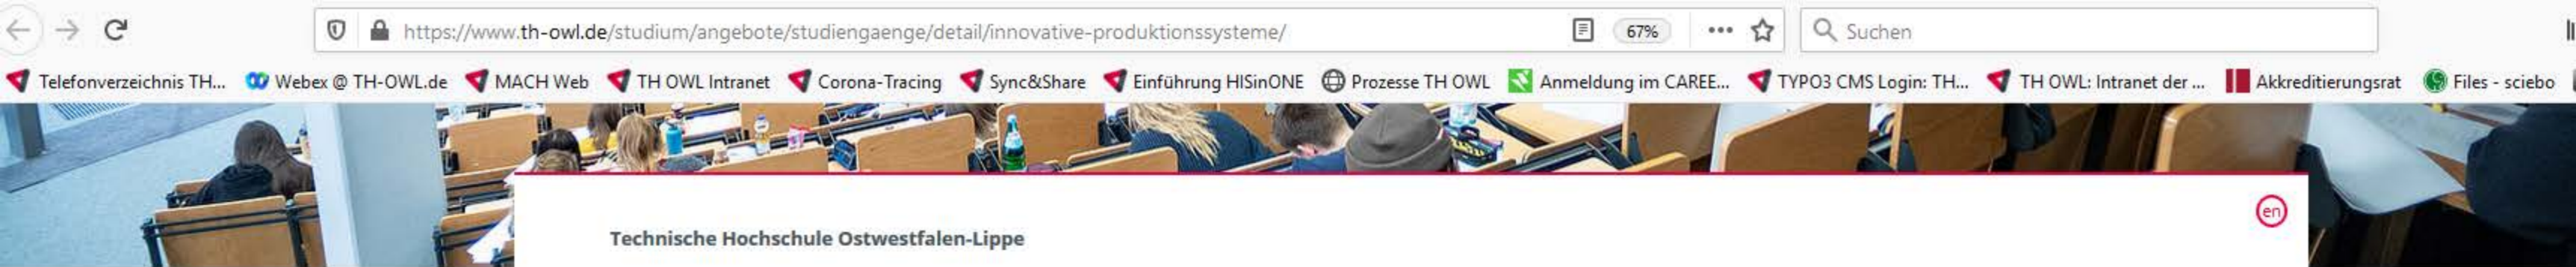 https://www.th-owl.de/studium/angebote/studiengaenge/detail/innovative-produktionssysteme/ 67% Suchen
Telefonverzeichnis TH... Webex @ TH-OWL.de MACH Web TH OWL Intranet Corona-Tracing Sync&Share Einführung HISinONE Prozesse TH OWL Anmeldung im CAREE... TYPO3 CMS Login: TH... TH OWL: Intranet der ... Akkreditierungsrat Files - sciebo
en
Technische Hochschule Ostwestfalen-Lippe